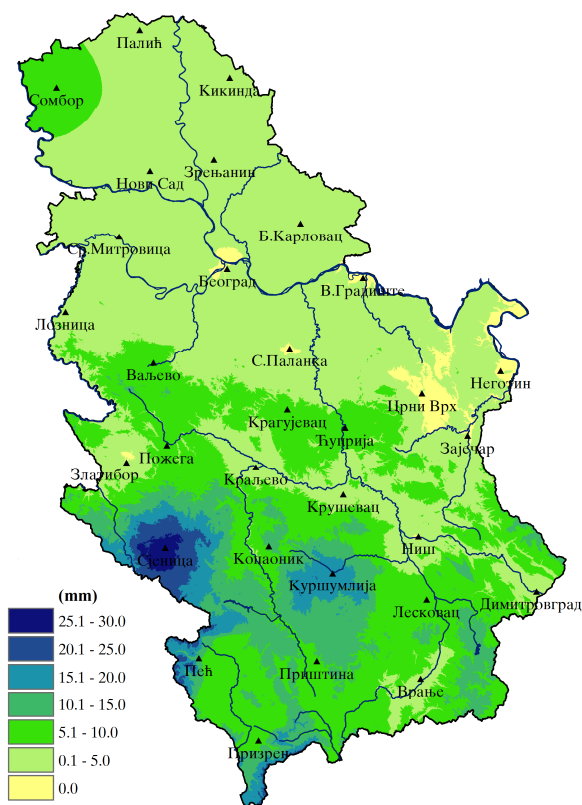 Палић
Кикинда
Сомбор
Зрењанин
Нови Сад
Б.Карловац
Ср.Митровица
Београд
В.Градиште
Лозница
С.Паланка
Ваљево
Неготин
Црни Врх
Крагујевац
Ћуприја
Зајечар
Пожега
Златибор
Краљево
Крушевац
Ниш
Копаоник
Сјеница
Куршумлија
Димитровград
Лесковац
(mm)
25.1 - 30.0
20.1 - 25.0
Пећ
Приштина
15.1 - 20.0
Врање
10.1 - 15.0
5.1 - 10.0
Призрен
0.1 - 5.0
0.0